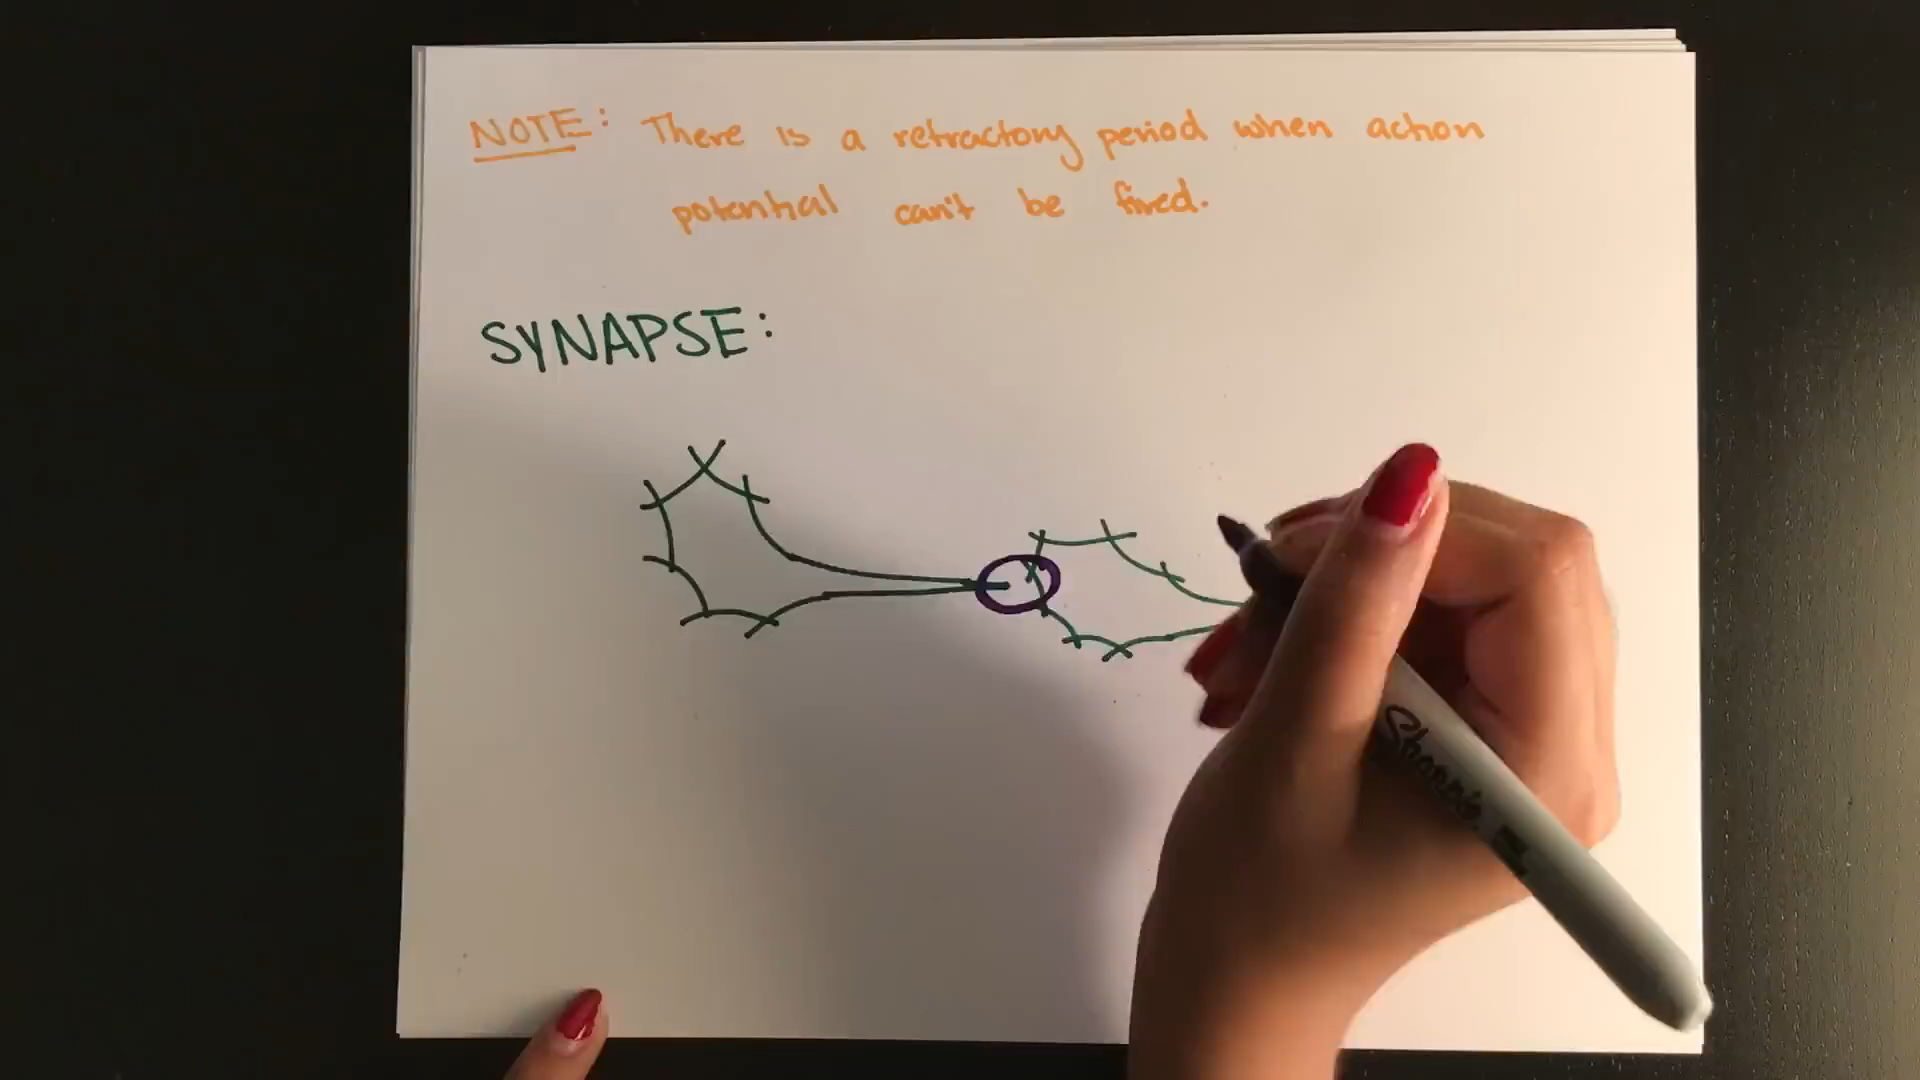 NOTE: There is a retractory period when action
potential can't be fired.
SYNAPSE:
Sharpie